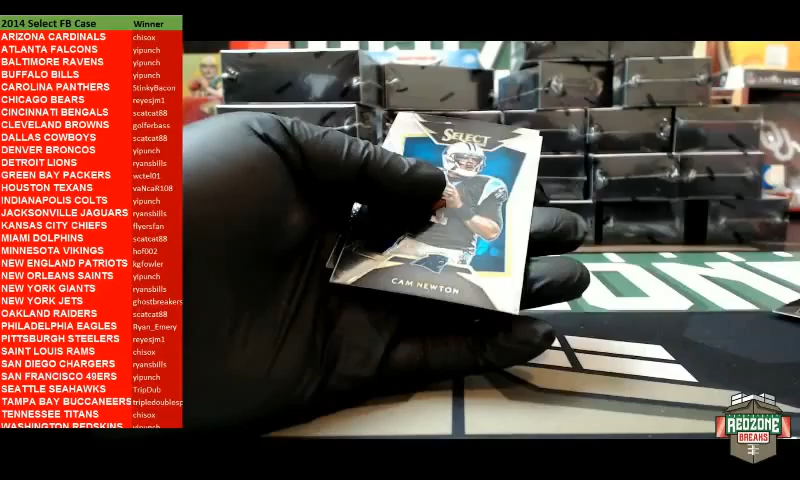 2014 Select FB Case Winner
ARIZONA CARDINALS chisox
ATLANTA FALCONS yipunch
BALTIMORE RAVENS yipunch
BUFFALO BILLS yipunch
CAROLINA PANTHERS StinkyBacon
CHICAGO BEARS reyesjm1
CINCINNATI BENGALS scatcat88
CLEVELAND BROWNS golferbass
DALLAS COWBOYS scatcat88
DENVER BRONCOS yipunch
DETROIT LIONS ryansbills
GREEN BAY PACKERS wctel01
HOUSTON TEXANS vaNcaR108
INDIANAPOLIS COLTS yipunch
JACKSONVILLE JAGUARS ryansbills
KANSAS CITY CHIEFS flyersfan
MIAMI DOLPHINS scatcat88
MINNESOTA VIKINGS hof002
NEW ENGLAND PATRIOTS kgfowler
NEW ORLEANS SAINTS yipunch
NEW YORK GIANTS ryansbills
NEW YORK JETS ghostbreakers
OAKLAND RAIDERS scatcat88
PHILADELPHIA EAGLES Ryan_Emery
PITTSBURGH STEELERS reyesjm1
SAINT LOUIS RAMS chisox
SAN DIEGO CHARGERS ryansbills
SAN FRANCISCO 49ERS yipunch
SEATTLE SEAHAWKS TripDub
TAMPA BAY BUCCANEERS tripledoublesp
TENNESSEE TITANS chisox
WASHINGTON REDSKINS yipunch
SELECT
CAM NEWTON
REDZONE
BREAKS